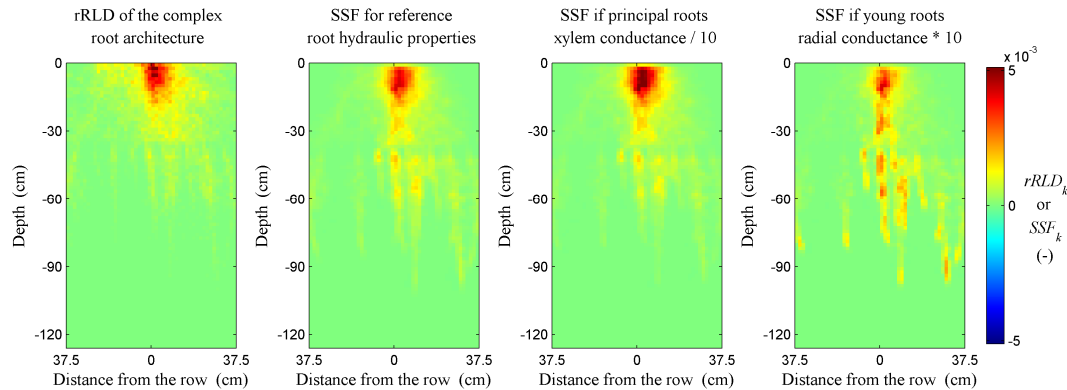 rRLD of the complex
root architecture
SSF for reference
root hydraulic properties
SSF if principal roots
xylem conductance / 10
SSF if young roots
radial conductance * 10
0
-30
-60
-90
-120
Depth (cm)
37.5 0 37.5
Distance from the row (cm)
0
-30
-60
-90
-120
Depth (cm)
37.5 0 37.5
Distance from the row (cm)
0
-30
-60
-90
-120
Depth (cm)
37.5 0 37.5
Distance from the row (cm)
0
-30
-60
-90
-120
Depth (cm)
37.5 0 37.5
Distance from the row (cm)
x 10-3
5
0
-5
rRLDk
or
SSFk
(-)